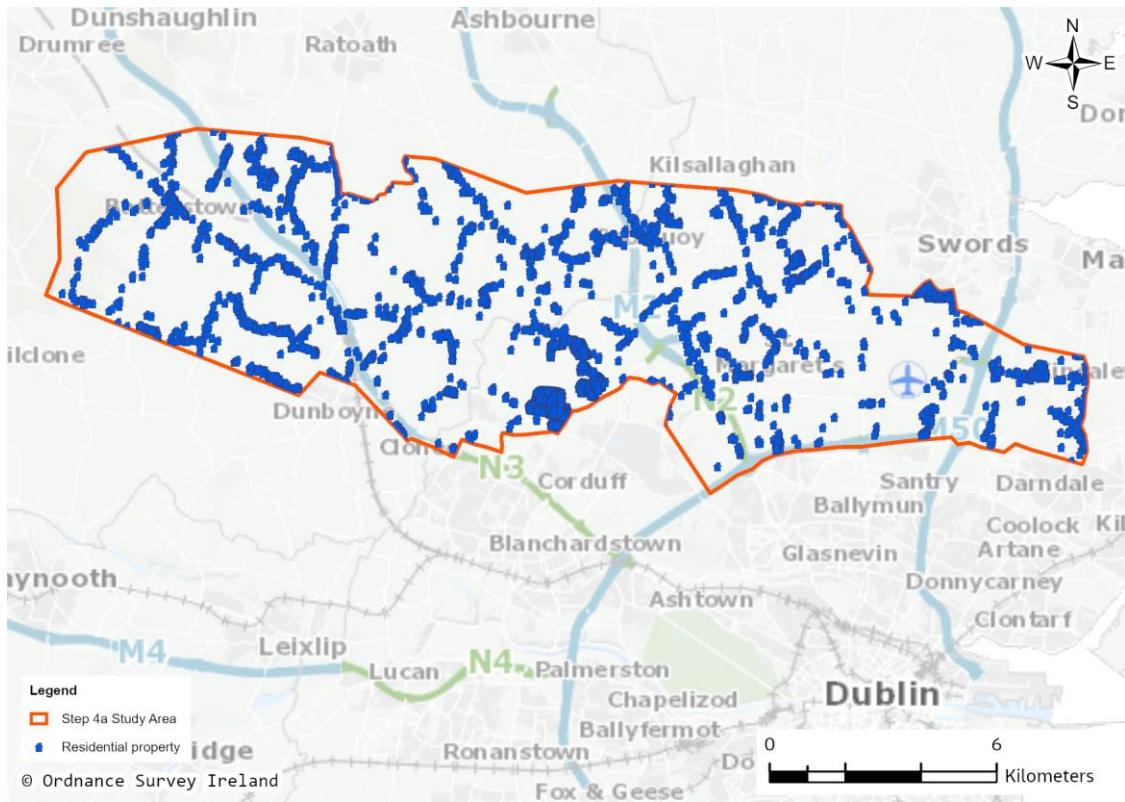 Dunshaughlin
Ashbourne
Drumree
Ratoath
N
W E
S
Kilsallaghan
Swords
M2
Margaret's
N2
M50
Dunboyne
N3
Corduff
Santry
Darndale
Ballymun
Coolock
Blanchardstown
Glasnevin
Artane
Donnycarney
Ashtown
Clontarf
Leixlip
M4
Lucan
N4
Palmerston
Chapelizod
Dublin
Ballyfermot
Ronanstown
Fox & Geese
Legend
Step 4a Study Area
Residential property
© Ordnance Survey Ireland
0 6
Kilometers